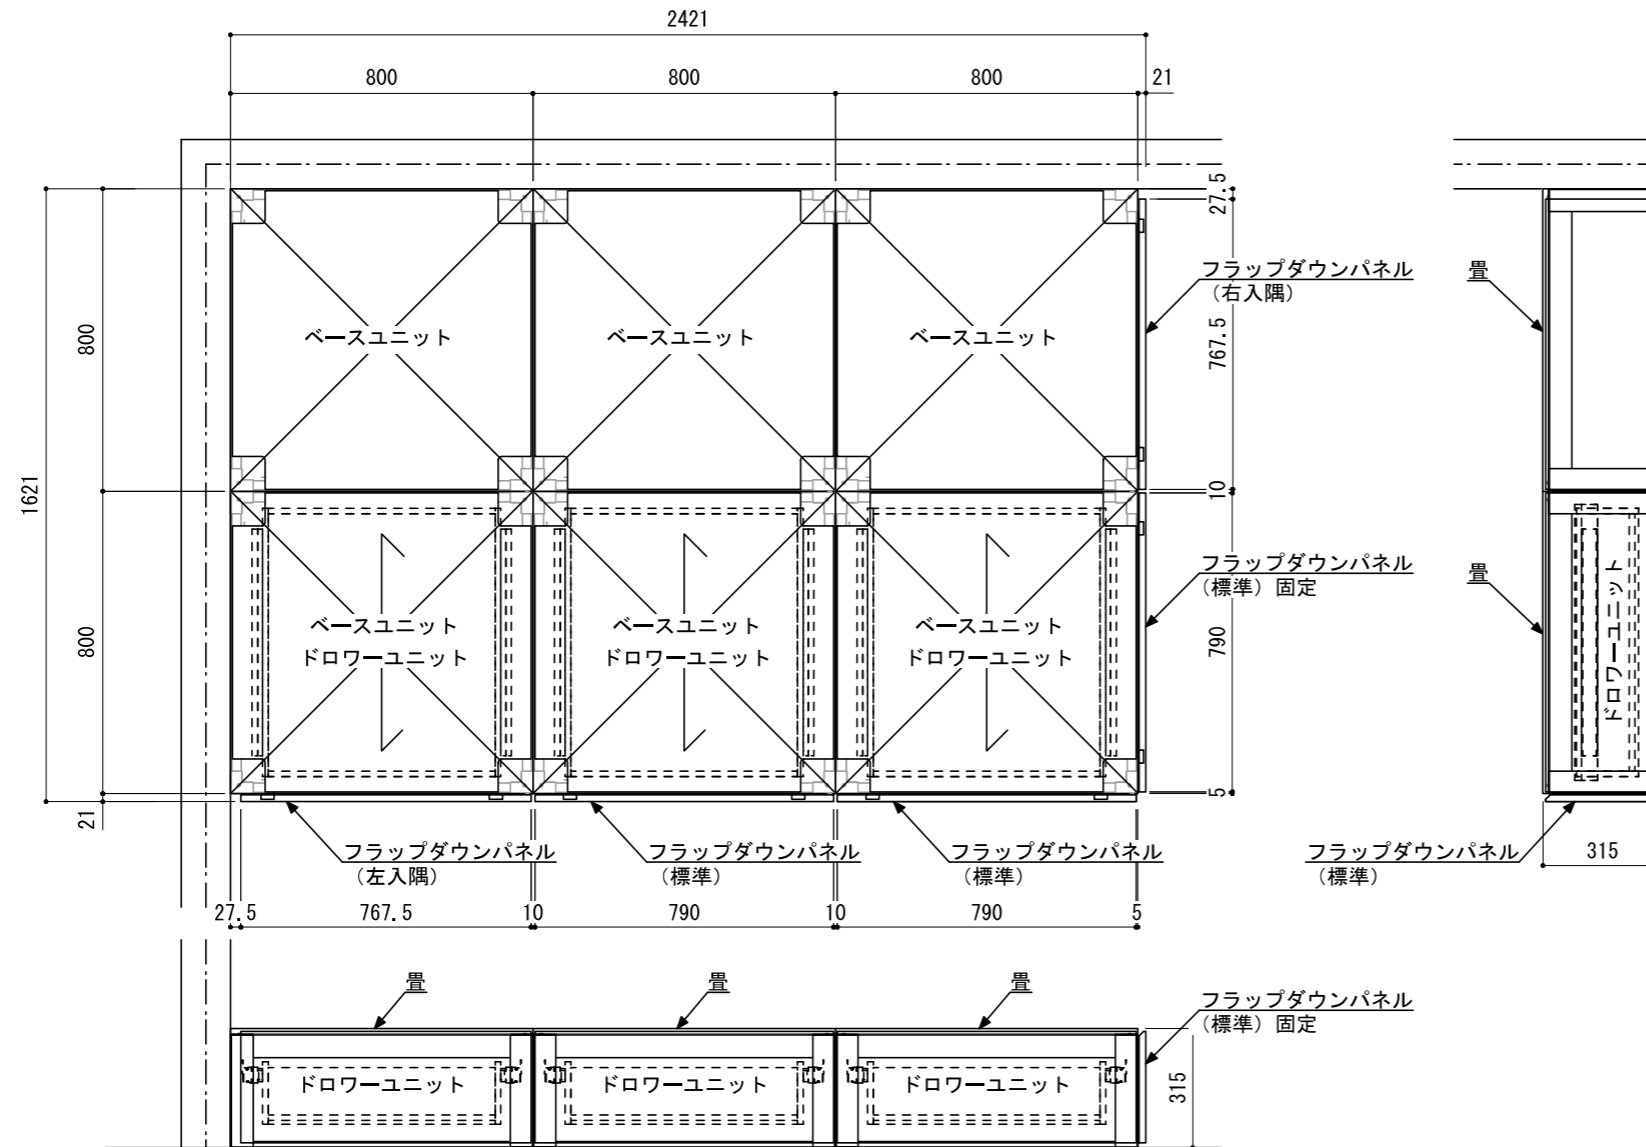 2421
800
800
800
21
27.5
フラップダウンパネル
（右入隅）
畳
800
ベースユニット
ベースユニット
ベースユニット
767.5
1621
10
フラップダウンパネル
（標準）固定
畳
800
ベースユニット
ドロワーユニット
ベースユニット
ドロワーユニット
ベースユニット
ドロワーユニット
790
ドロワーユニット
21
5
フラップダウンパネル
（左入隅）
フラップダウンパネル
（標準）
フラップダウンパネル
（標準）
フラップダウンパネル
（標準）
315
27.5
767.5
10
790
10
790
5
畳
畳
畳
フラップダウンパネル
（標準）固定
ドロワーユニット
ドロワーユニット
ドロワーユニット
315